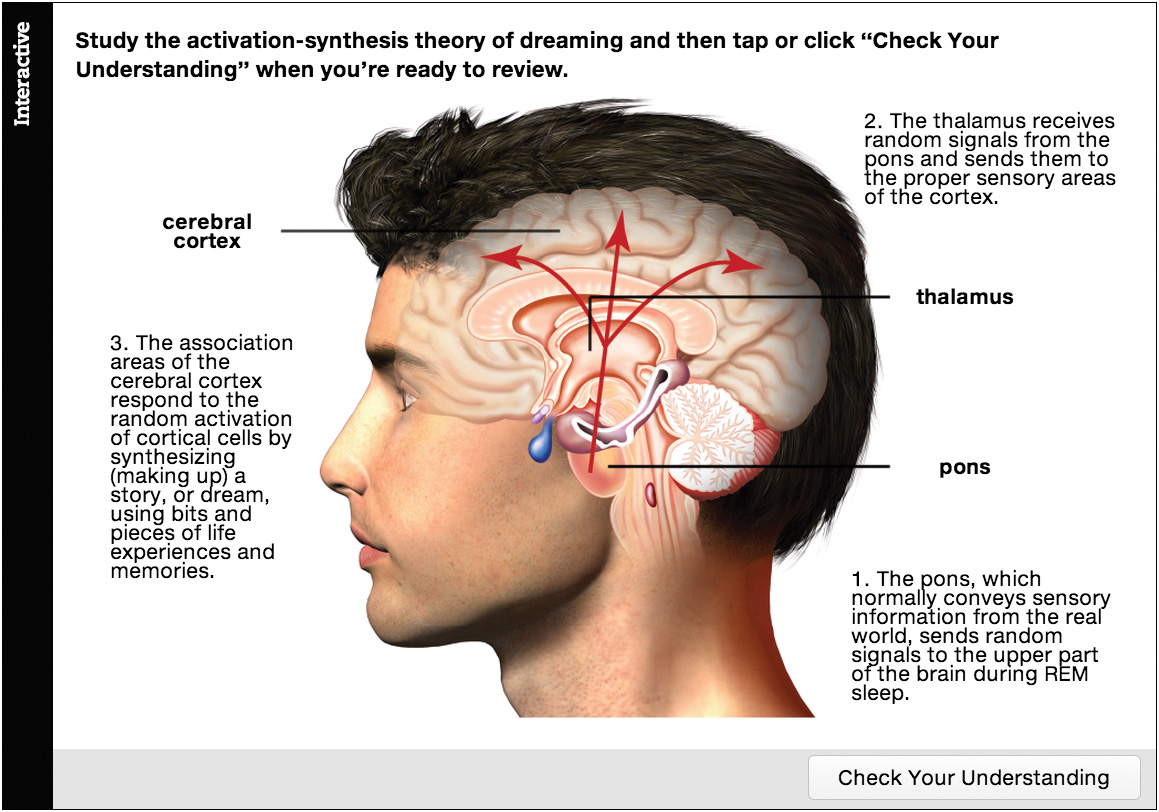 Interactive
Study the activation-synthesis theory of dreaming and then tap or click “Check Your
Understanding” when you’re ready to review.
2. The thalamus receives
random signals from the
pons and sends them to
the proper sensory areas
of the cortex.
cerebral
cortex
thalamus
3. The association
areas of the
cerebral cortex
respond to the
random activation
of cortical cells by
synthesizing
(making up) a
story, or dream,
using bits and
pieces of life
experiences and
memories.
pons
1. The pons, which
normally conveys sensory
information from the real
world, sends random
signals to the upper part
of the brain during REM
sleep.
Check Your Understanding